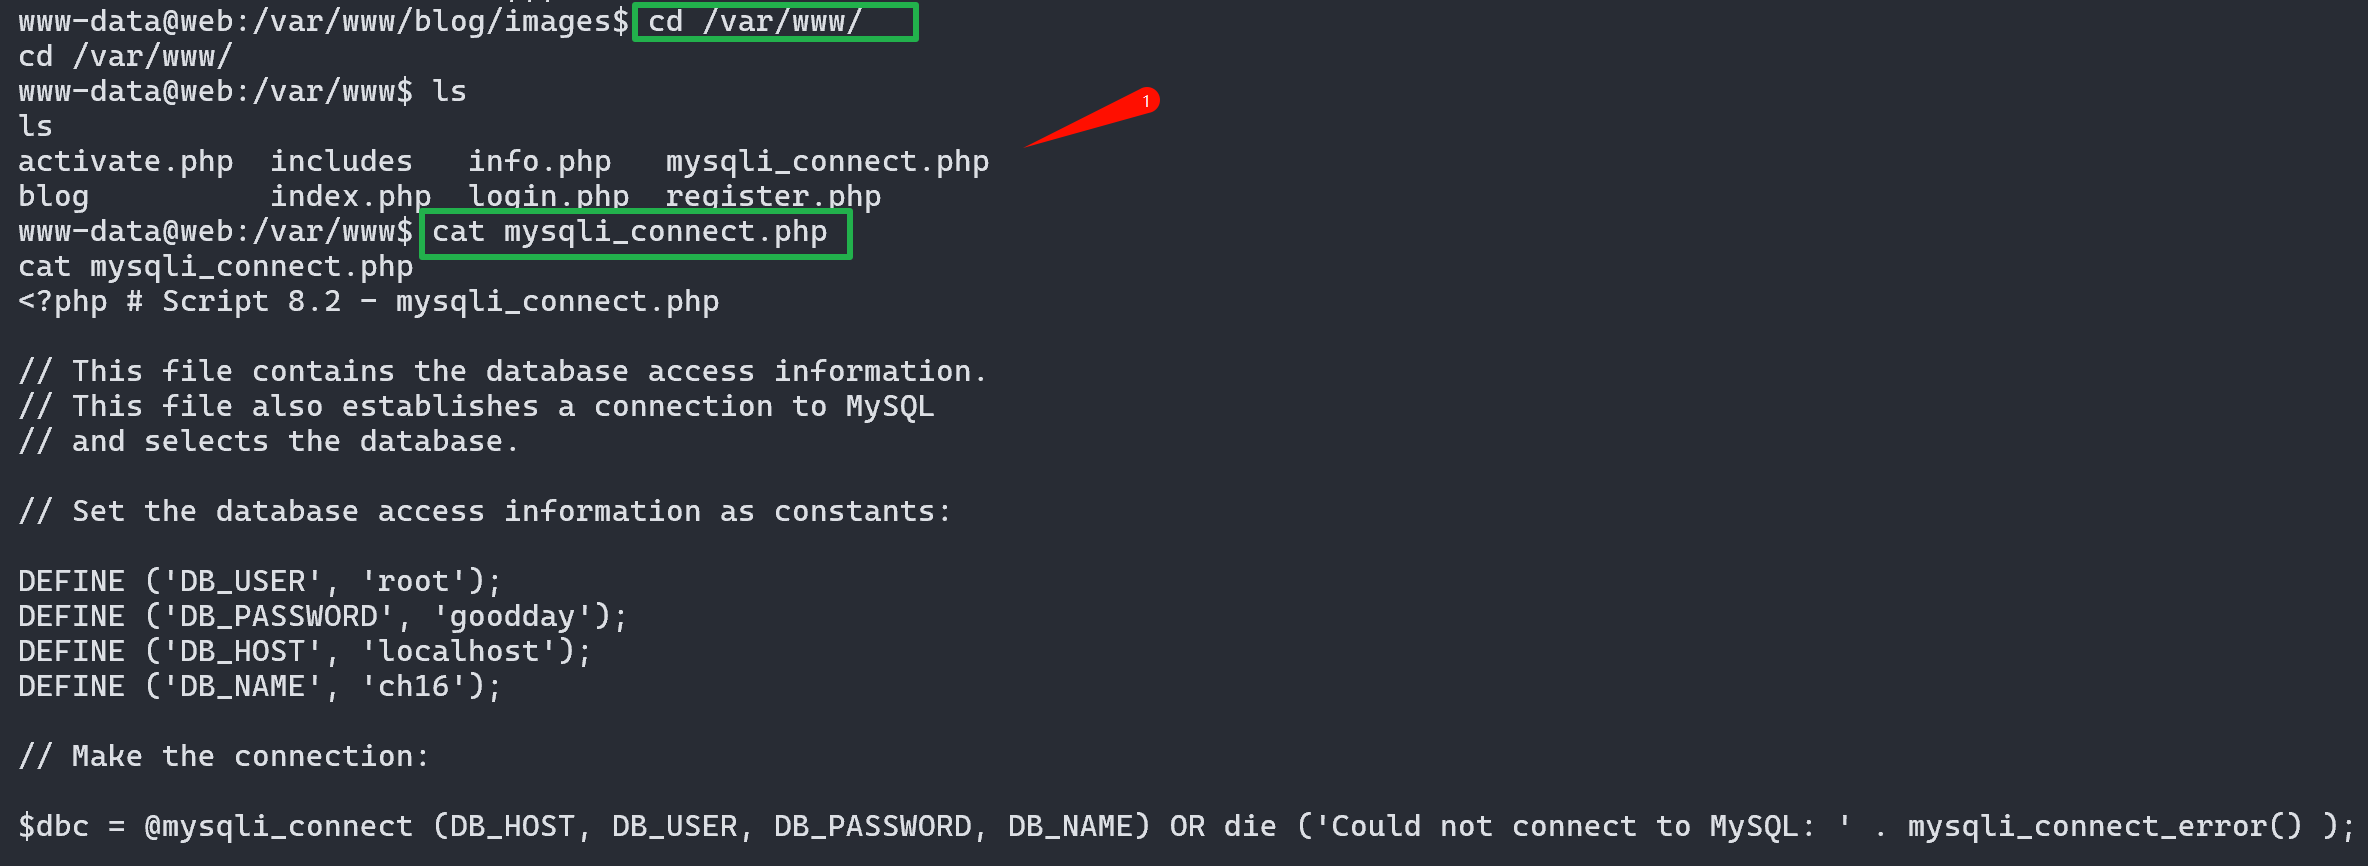 www-data@web:/var/www/blog/images$ cd /var/www/
cd /var/www/
www-data@web:/var/www$ ls
1
ls
activate.php  includes   info.php   mysqli_connect.php
blog          index.php  login.php  register.php
www-data@web:/var/www$ cat mysqli_connect.php
cat mysqli_connect.php
<?php # Script 8.2 - mysqli_connect.php
// This file contains the database access information.
// This file also establishes a connection to MySQL
// and selects the database.
// Set the database access information as constants:
DEFINE ('DB_USER', 'root');
DEFINE ('DB_PASSWORD', 'goodday');
DEFINE ('DB_HOST', 'localhost');
DEFINE ('DB_NAME', 'ch16');
// Make the connection:
$dbc = @mysqli_connect (DB_HOST, DB_USER, DB_PASSWORD, DB_NAME) OR die ('Could not connect to MySQL: ' . mysqli_connect_error() );